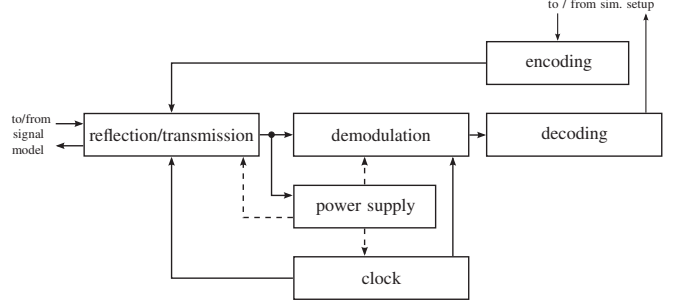 to / from sim. setup
encoding
to/from
signal
model
reflection/transmission
demodulation
decoding
power supply
clock